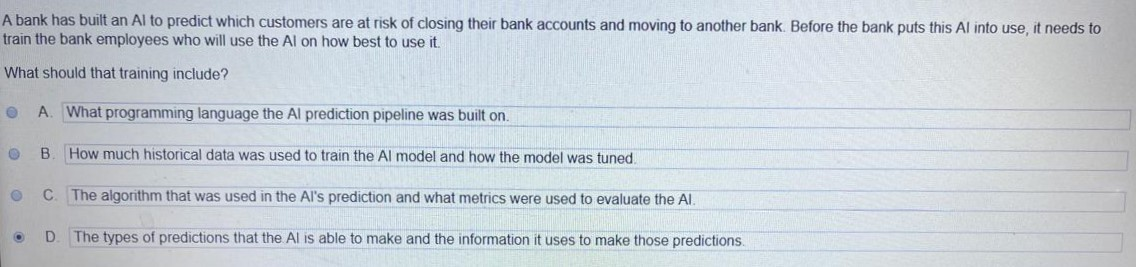 A bank has built an AI to predict which customers are at risk of closing their bank accounts and moving to another bank. Before the bank puts this AI into use, it needs to
train the bank employees who will use the AI on how best to use it.
What should that training include?
A. What programming language the AI prediction pipeline was built on.
B. How much historical data was used to train the AI model and how the model was tuned.
C. The algorithm that was used in the AI's prediction and what metrics were used to evaluate the AI.
D. The types of predictions that the AI is able to make and the information it uses to make those predictions.